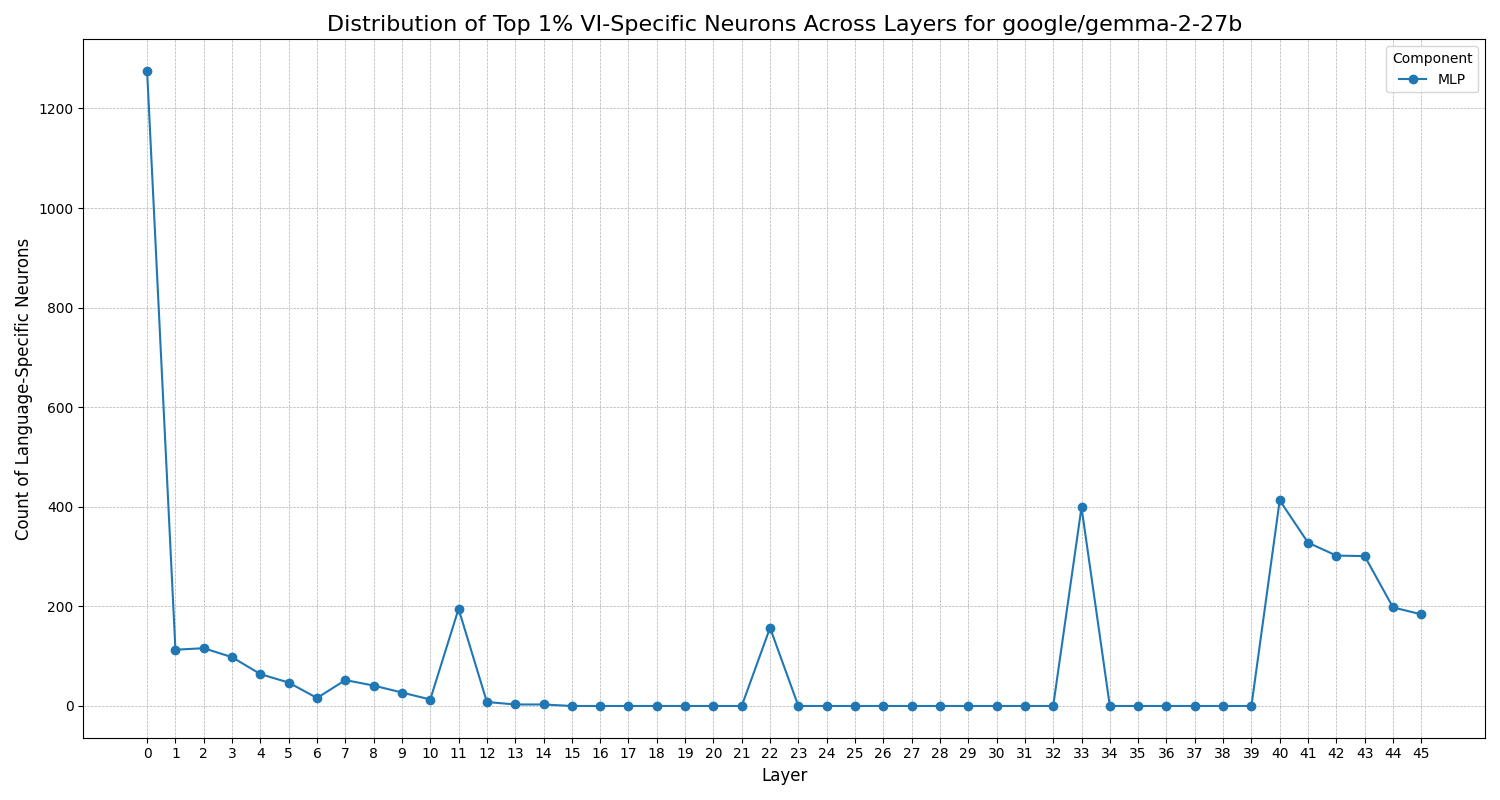 Distribution of Top 1% VI-Specific Neurons Across Layers for google/gemma-2-27b
Component
MLP
Count of Language-Specific Neurons
1200
1000
800
600
400
200
0
0 1 2 3 4 5 6 7 8 9 10 11 12 13 14 15 16 17 18 19 20 21 22 23 24 25 26 27 28 29 30 31 32 33 34 35 36 37 38 39 40 41 42 43 44 45
Layer